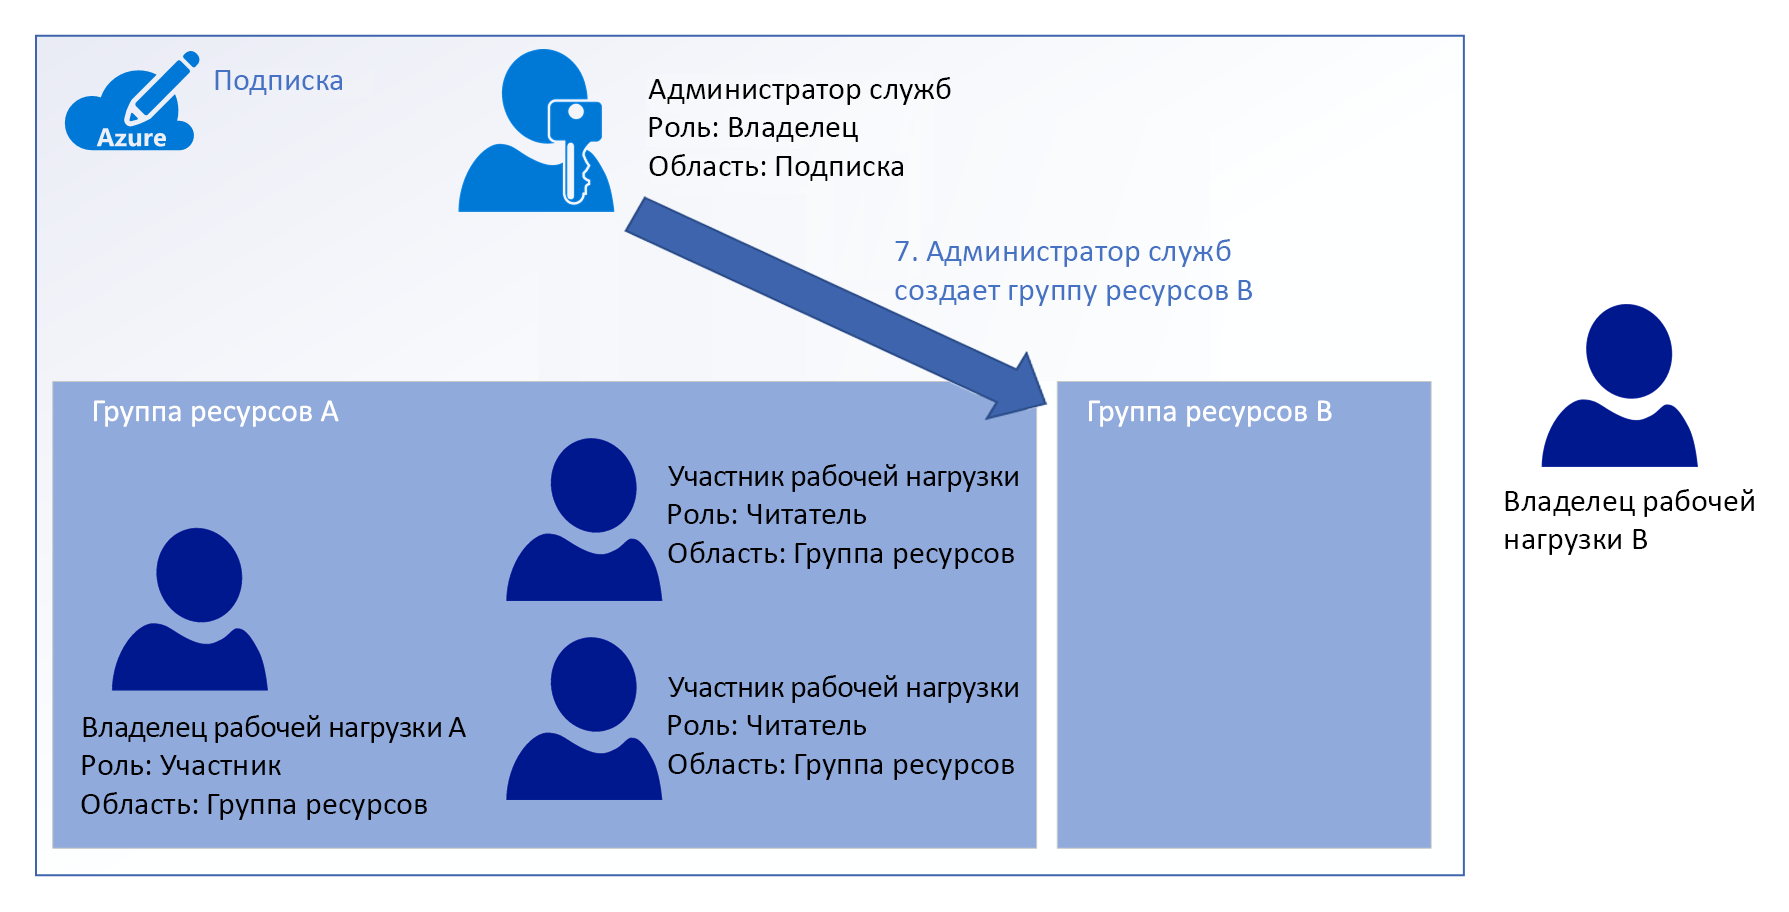 Azure
Подписка
Администратор служб
Роль: Владелец
Область: Подписка
7. Администратор служб
создает группу ресурсов B
Группа ресурсов A
Участник рабочей нагрузки
Роль: Читатель
Область: Группа ресурсов
Владелец рабочей нагрузки A
Роль: Участник
Область: Группа ресурсов
Участник рабочей нагрузки
Роль: Читатель
Область: Группа ресурсов
Группа ресурсов B
Владелец рабочей
нагрузки B